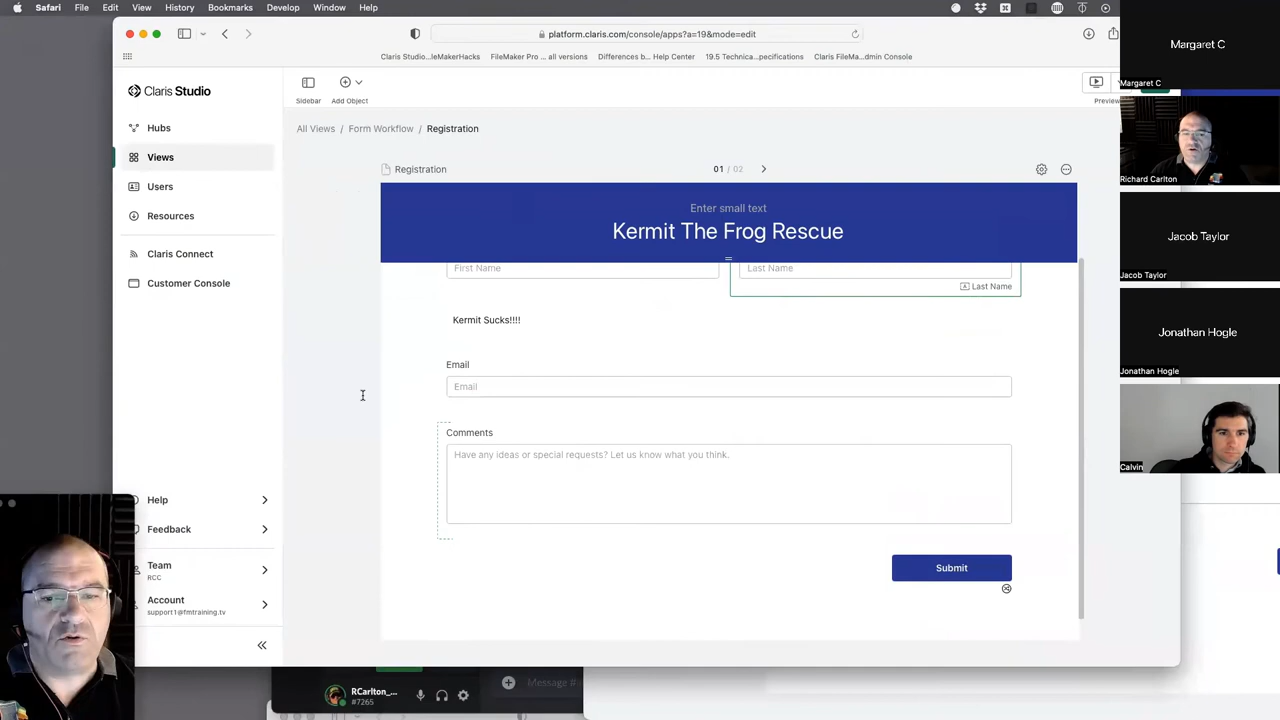 Safari File Edit View History Bookmarks Develop Window Help
platform.claris.com/console/apps?a=19&mode=edit
Claris Studio...leMakerHacks FileMaker Pro ... all versions Differences b... Help Center 19.5 Technica...pecifications Claris FileMa...dmin Console
Claris Studio
Hubs
Views
Users
Resources
Claris Connect
Customer Console
Help
Feedback
Team
RCC
Account
support1@fmtraining.tv
Sidebar
Add Object
Preview
All Views / Form Workflow / Registration
Registration
01 / 02
Enter small text
Kermit The Frog Rescue
First Name
Last Name
Last Name
Kermit Sucks!!!!
Email
Email
Comments
Have any ideas or special requests? Let us know what you think.
Submit
RCarlton_...
#7265
Message #
Margaret C
Margaret C
Richard Carlton
Jacob Taylor
Jacob Taylor
Jonathan Hogle
Jonathan Hogle
Calvin